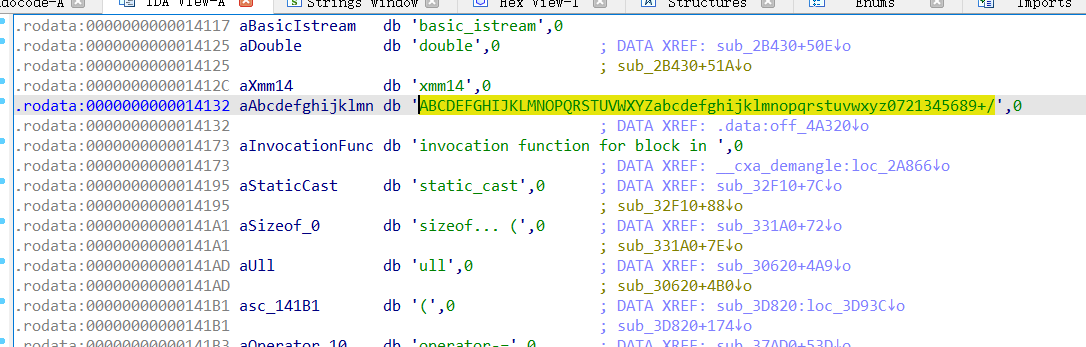 docode-A IDA View-A Strings Window Hex View-1 Structures Enums Imports
.rodata:0000000000014117 aBasicIstream db 'basic_istream',0
.rodata:0000000000014125 aDouble db 'double',0 ; DATA XREF: sub_2B430+50E↓o
.rodata:0000000000014125 ; sub_2B430+51A↓o
.rodata:000000000001412C aXmm14 db 'xmm14',0
.rodata:0000000000014132 aAbcdefghijklmn db 'ABCDEFGHIJKLMNOPQRSTUVWXYZabcdefghijklmnopqrstuvwxyz0721345689+/',0
.rodata:0000000000014132 ; DATA XREF: .data:off_4A320↓o
.rodata:0000000000014173 aInvocationFunc db 'invocation function for block in ',0
.rodata:0000000000014173 ; DATA XREF: __cxa_demangle:loc_2A866↓o
.rodata:0000000000014195 aStaticCast db 'static_cast',0 ; DATA XREF: sub_32F10+7C↓o
.rodata:0000000000014195 ; sub_32F10+88↓o
.rodata:00000000000141A1 aSizeof_0 db 'sizeof... (',0 ; DATA XREF: sub_331A0+72↓o
.rodata:00000000000141A1 ; sub_331A0+7E↓o
.rodata:00000000000141AD aUll db 'ull',0 ; DATA XREF: sub_30620+4A9↓o
.rodata:00000000000141AD ; sub_30620+4B0↓o
.rodata:00000000000141B1 asc_141B1 db '(',0 ; DATA XREF: sub_3D820:loc_3D93C↓o
.rodata:00000000000141B1 ; sub_3D820+174↓o
.rodata:00000000000141B3 aOperator_10 db 'operator-=',0 ; DATA XREF: sub_37AD0+53D↓o